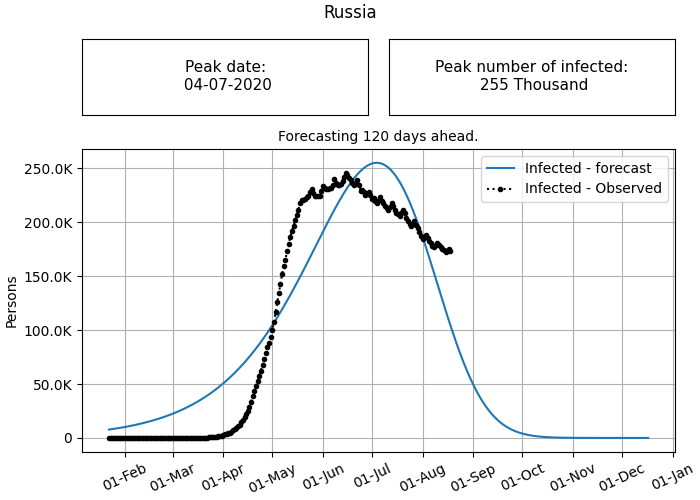 Russia
Peak date:
04-07-2020
Peak number of infected:
255 Thousand
Forecasting 120 days ahead.
Infected - forecast
Infected - Observed
Persons
250.0K
200.0K
150.0K
100.0K
50.0K
0
01-Feb
01-Mar
01-Apr
01-May
01-Jun
01-Jul
01-Aug
01-Sep
01-Oct
01-Nov
01-Dec
01-Jan